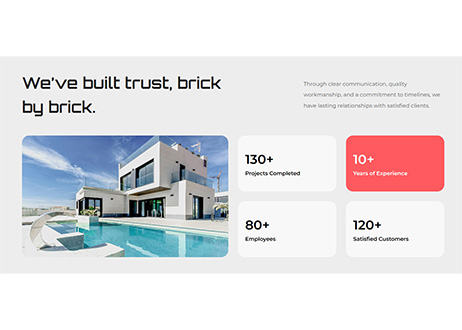 We've built trust, brick
by brick.
Through clear communication, quality
workmanship, and a commitment to timelines, we
have lasting relationships with satisfied clients.
130+
Projects Completed
10+
Years of Experience
80+
Employees
120+
Satisfied Customers